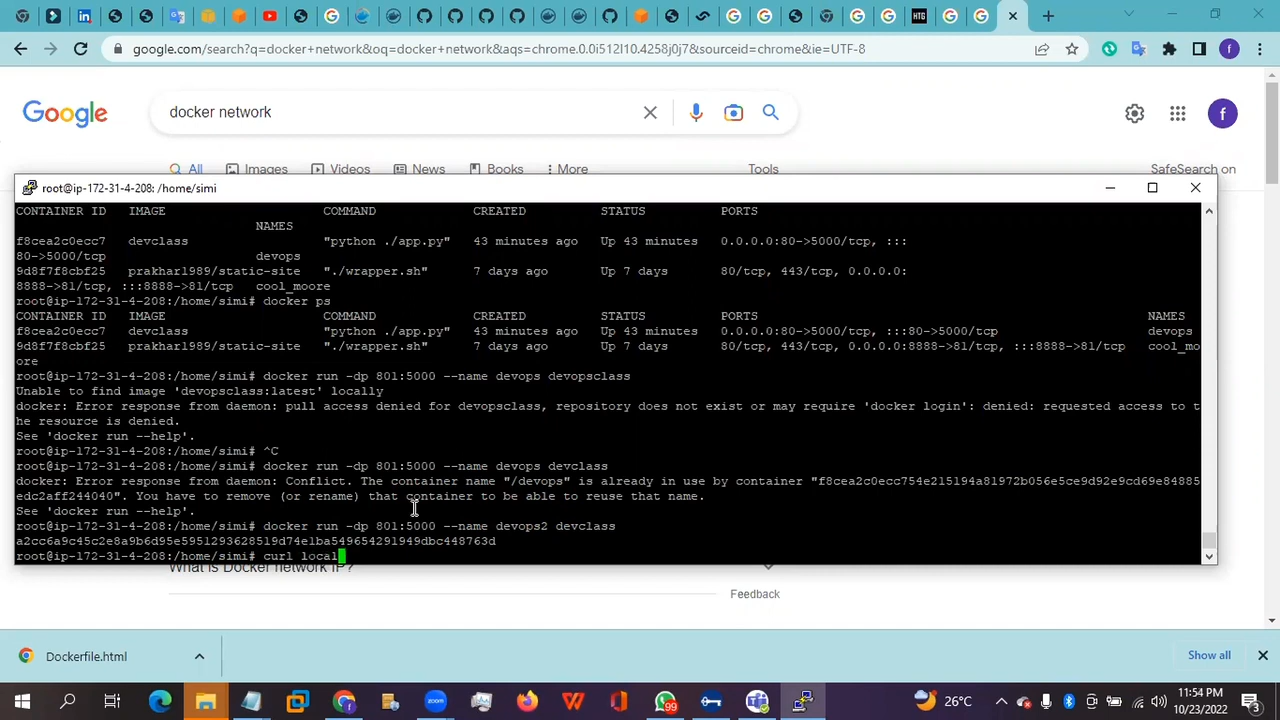 google.com/search?q=docker+network&oq=docker+network&aqs=chrome.0.0i512l10.4258j0j7&sourceid=chrome&ie=UTF-8
Google
docker network
All Images Videos News Books More Tools SafeSearch on
root@ip-172-31-4-208: /home/simi
CONTAINER ID IMAGE COMMAND CREATED STATUS PORTS
NAMES
f8cea2c0ecc7 devclass "python ./app.py" 43 minutes ago Up 43 minutes 0.0.0.0:80->5000/tcp, :::
80->5000/tcp devops
9d8f7f8cbf25 prakhar1989/static-site "./wrapper.sh" 7 days ago Up 7 days 80/tcp, 443/tcp, 0.0.0.0:
8888->81/tcp, :::8888->81/tcp cool_moore
root@ip-172-31-4-208:/home/simi# docker ps
CONTAINER ID IMAGE COMMAND CREATED STATUS PORTS NAMES
f8cea2c0ecc7 devclass "python ./app.py" 43 minutes ago Up 43 minutes 0.0.0.0:80->5000/tcp, :::80->5000/tcp devops
9d8f7f8cbf25 prakhar1989/static-site "./wrapper.sh" 7 days ago Up 7 days 80/tcp, 443/tcp, 0.0.0.0:8888->81/tcp, :::8888->81/tcp cool_mo
ore
root@ip-172-31-4-208:/home/simi# docker run -dp 801:5000 --name devops devopsclass
Unable to find image 'devopsclass:latest' locally
docker: Error response from daemon: pull access denied for devopsclass, repository does not exist or may require 'docker login': denied: requested access to t
he resource is denied.
See 'docker run --help'.
root@ip-172-31-4-208:/home/simi# ^C
root@ip-172-31-4-208:/home/simi# docker run -dp 801:5000 --name devops devclass
docker: Error response from daemon: Conflict. The container name "/devops" is already in use by container "f8cea2c0ecc754e215194a81972b056e5ce9d92e9cd69e84885
edc2aff244040". You have to remove (or rename) that container to be able to reuse that name.
See 'docker run --help'.
root@ip-172-31-4-208:/home/simi# docker run -dp 801:5000 --name devops2 devclass
a2cc6a9c45c2e8a9b6d95e5951293628519d74e1ba549654291949dbc448763d
root@ip-172-31-4-208:/home/simi# curl local
What is Docker network IP?
Feedback
Dockerfile.html
Show all
26°C
11:54 PM
10/23/2022